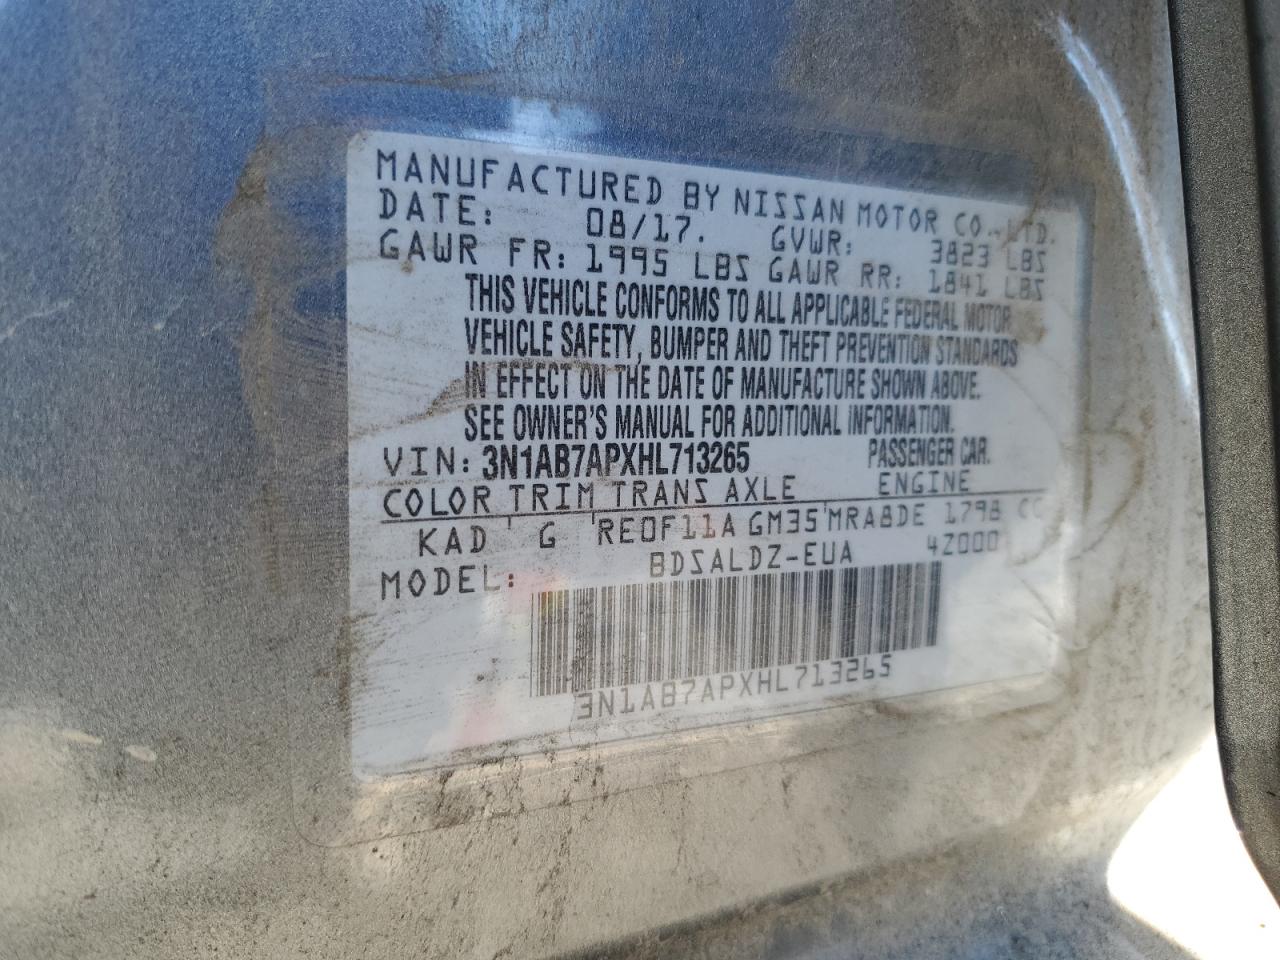 MANUFACTURED BY NISSAN MOTOR CO.,LTD.
DATE: 08/17. GVWR: 3823 LBS
GAWR FR: 1995 LBS GAWR RR: 1841 LBS
THIS VEHICLE CONFORMS TO ALL APPLICABLE FEDERAL MOTOR
VEHICLE SAFETY, BUMPER AND THEFT PREVENTION STANDARDS
IN EFFECT ON THE DATE OF MANUFACTURE SHOWN ABOVE.
SEE OWNER'S MANUAL FOR ADDITIONAL INFORMATION.
VIN: 3N1AB7APXHL713265 PASSENGER CAR.
COLOR TRIM TRANS AXLE ENGINE
KAD G RE0F11A GM35 MRA8DE 1798 CC
MODEL: BDSALDZ-EUA 4Z000
3N1AB7APXHL713265